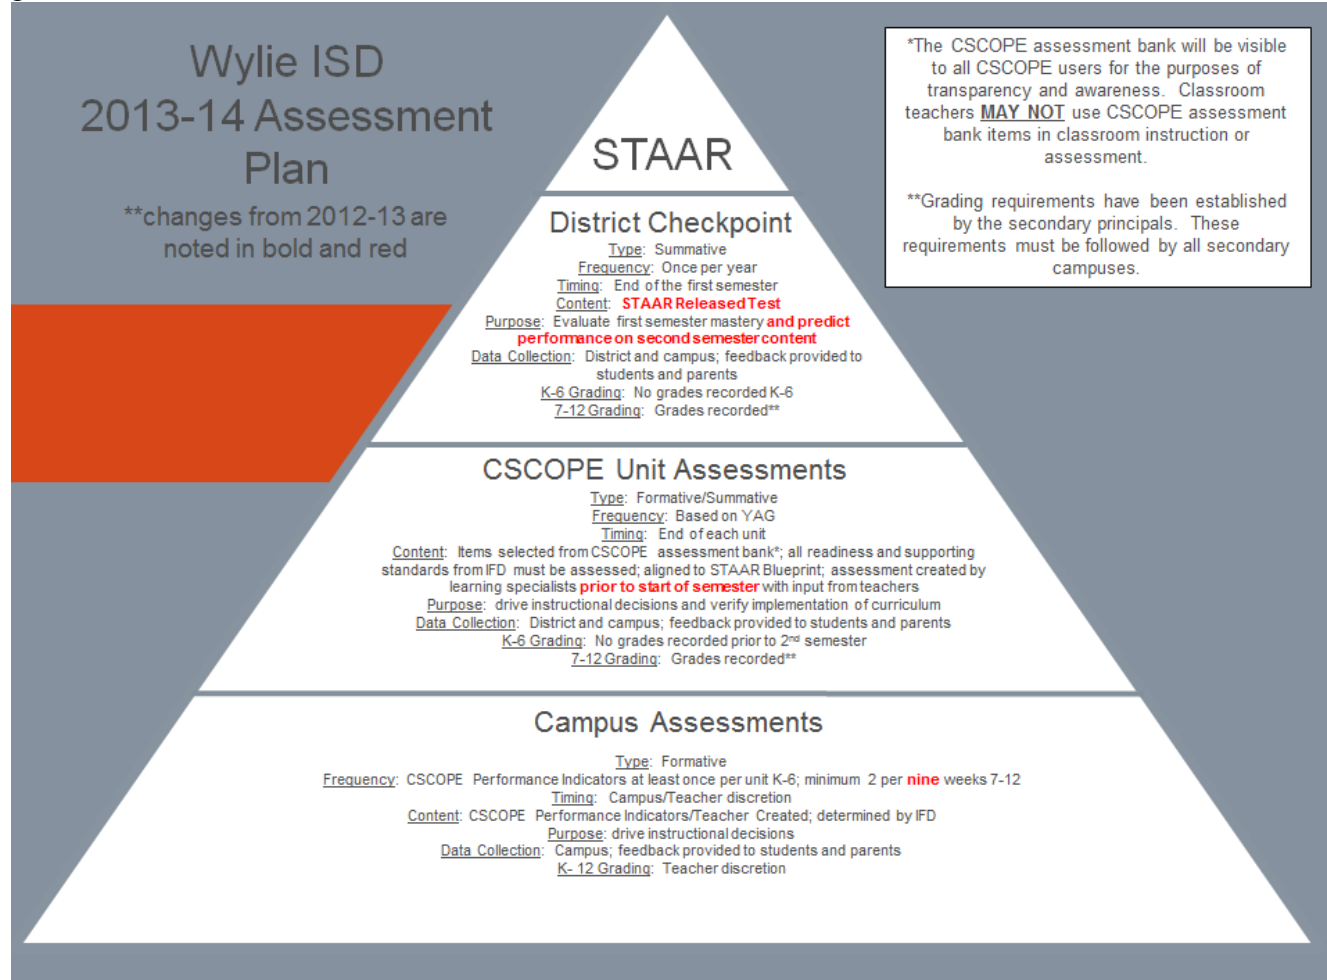 Wylie ISD
2013-14 Assessment
Plan
**changes from 2012-13 are
noted in bold and red
*The CSCOPE assessment bank will be visible
to all CSCOPE users for the purposes of
transparency and awareness. Classroom
teachers MAY NOT use CSCOPE assessment
bank items in classroom instruction or
assessment.
**Grading requirements have been established
by the secondary principals. These
requirements must be followed by all secondary
campuses.
STAAR
District Checkpoint
Type: Summative
Frequency: Once per year
Timing: End of the first semester
Content: STAAR Released Test
Purpose: Evaluate first semester mastery and predict
performance on second semester content
Data Collection: District and campus; feedback provided to
students and parents
K-6 Grading: No grades recorded K-6
7-12 Grading: Grades recorded**
CSCOPE Unit Assessments
Type: Formative/Summative
Frequency: Based on YAG
Timing: End of each unit
Content: Items selected from CSCOPE assessment bank*; all readiness and supporting
standards from IFD must be assessed; aligned to STAAR Blueprint; assessment created by
learning specialists prior to start of semester with input from teachers
Purpose: drive instructional decisions and verify implementation of curriculum
Data Collection: District and campus; feedback provided to students and parents
K-6 Grading: No grades recorded prior to 2nd semester
7-12 Grading: Grades recorded**
Campus Assessments
Type: Formative
Frequency: CSCOPE Performance Indicators at least once per unit K-6; minimum 2 per nine weeks 7-12
Timing: Campus/Teacher discretion
Content: CSCOPE Performance Indicators/Teacher Created; determined by IFD
Purpose: drive instructional decisions
Data Collection: Campus; feedback provided to students and parents
K- 12 Grading: Teacher discretion